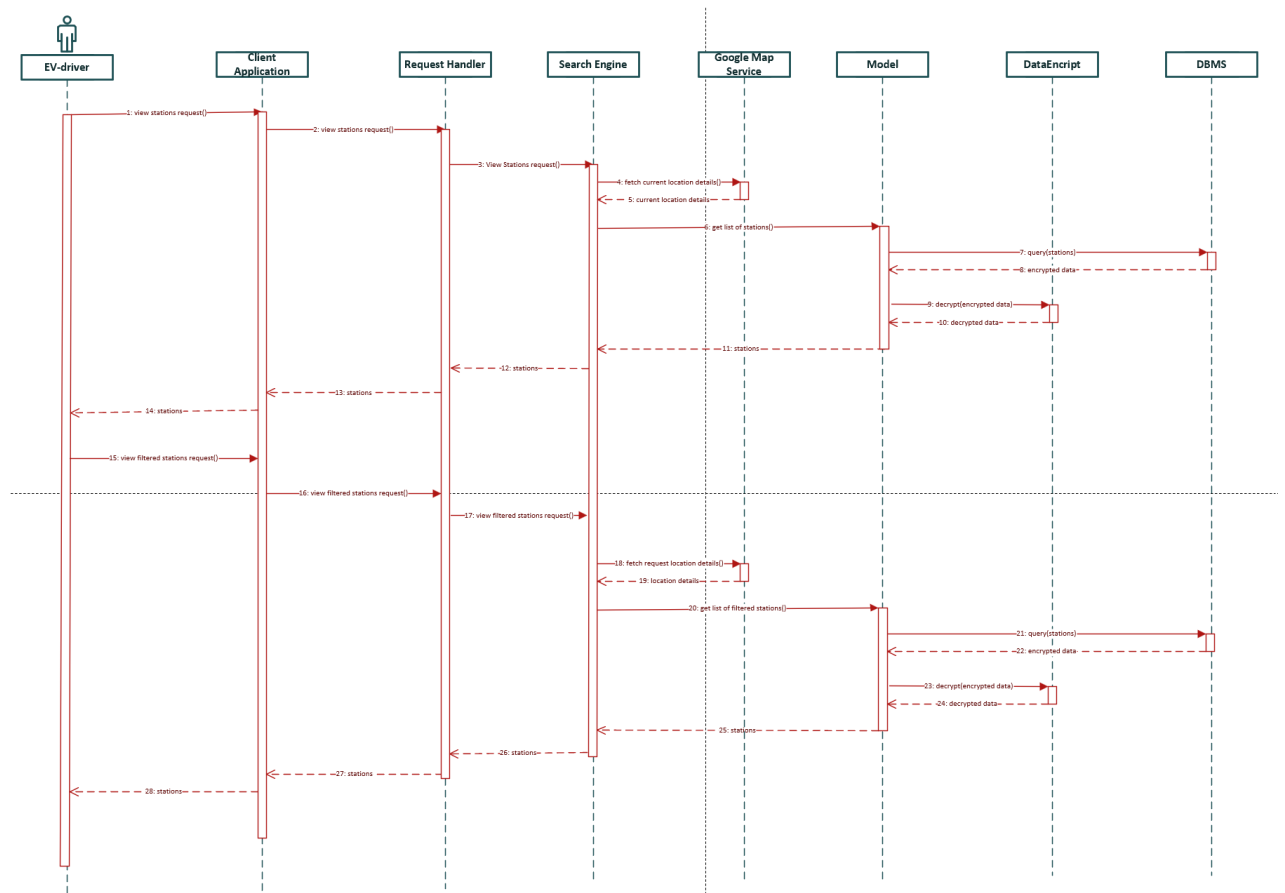 EV-driver
Client
Application
Request Handler
Search Engine
Google Map
Service
Model
DataEncript
DBMS
1: view stations request()
2: view stations request()
3: View Stations request()
4: fetch current location details()
5: current location details
6: get list of stations()
7: query(stations)
8: encrypted data
9: decrypt(encrypted data)
10: decrypted data
11: stations
12: stations
13: stations
14: stations
15: view filtered stations request()
16: view filtered stations request()
17: view filtered stations request()
18: fetch request location details()
19: location details
20: get list of filtered stations()
21: query(stations)
22: encrypted data
23: decrypt(encrypted data)
24: decrypted data
25: stations
26: stations
27: stations
28: stations